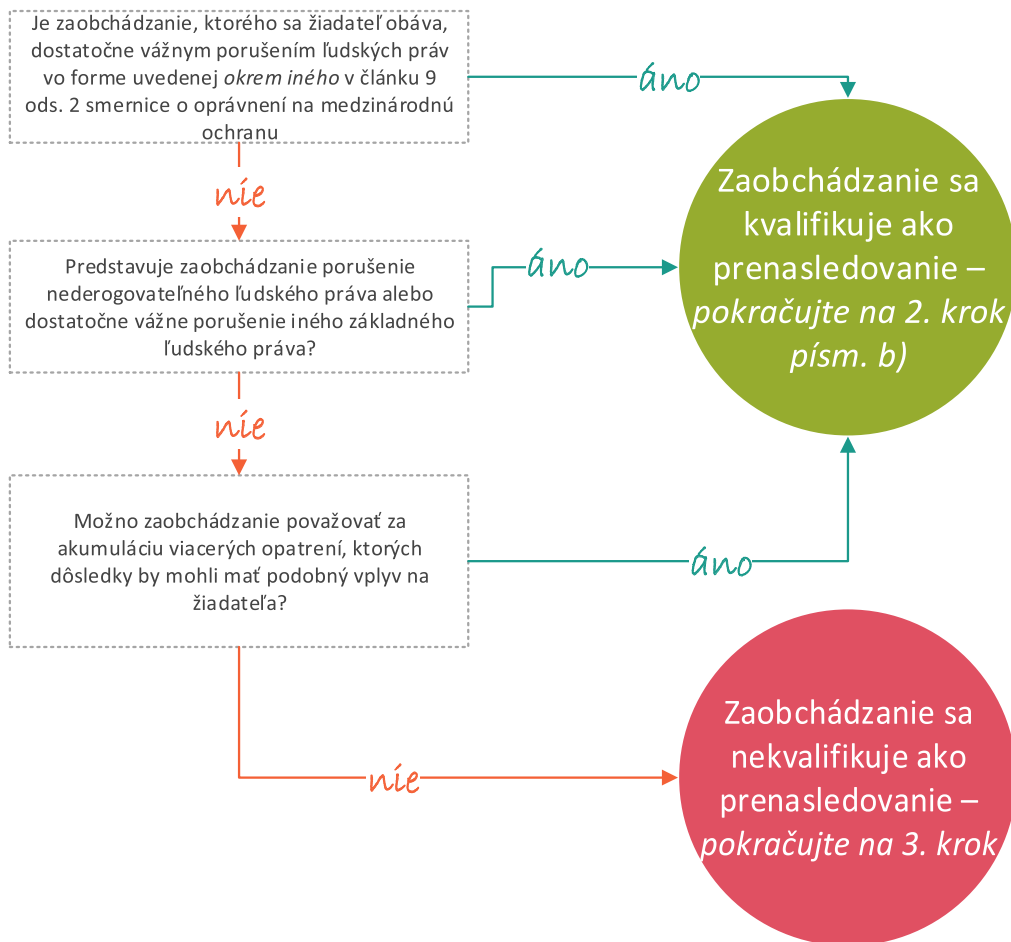 Je zaobchádzanie, ktorého sa žiadateľ obáva,
dostatočne vážnym porušením ľudských práv
vo forme uvedenej okrem iného v článku 9
ods. 2 smernice o oprávnení na medzinárodnú
ochranu
áno
nie
Zaobchádzanie sa
kvalifikuje ako
prenasledovanie –
pokračujte na 2. krok
písm. b)
Predstavuje zaobchádzanie porušenie
nederogovateľného ľudského práva alebo
dostatočne vážne porušenie iného základného
ľudského práva?
áno
nie
Možno zaobchádzanie považovať za
akumuláciu viacerých opatrení, ktorých
dôsledky by mohli mať podobný vplyv na
žiadateľa?
áno
nie
Zaobchádzanie sa
nekvalifikuje ako
prenasledovanie –
pokračujte na 3. krok